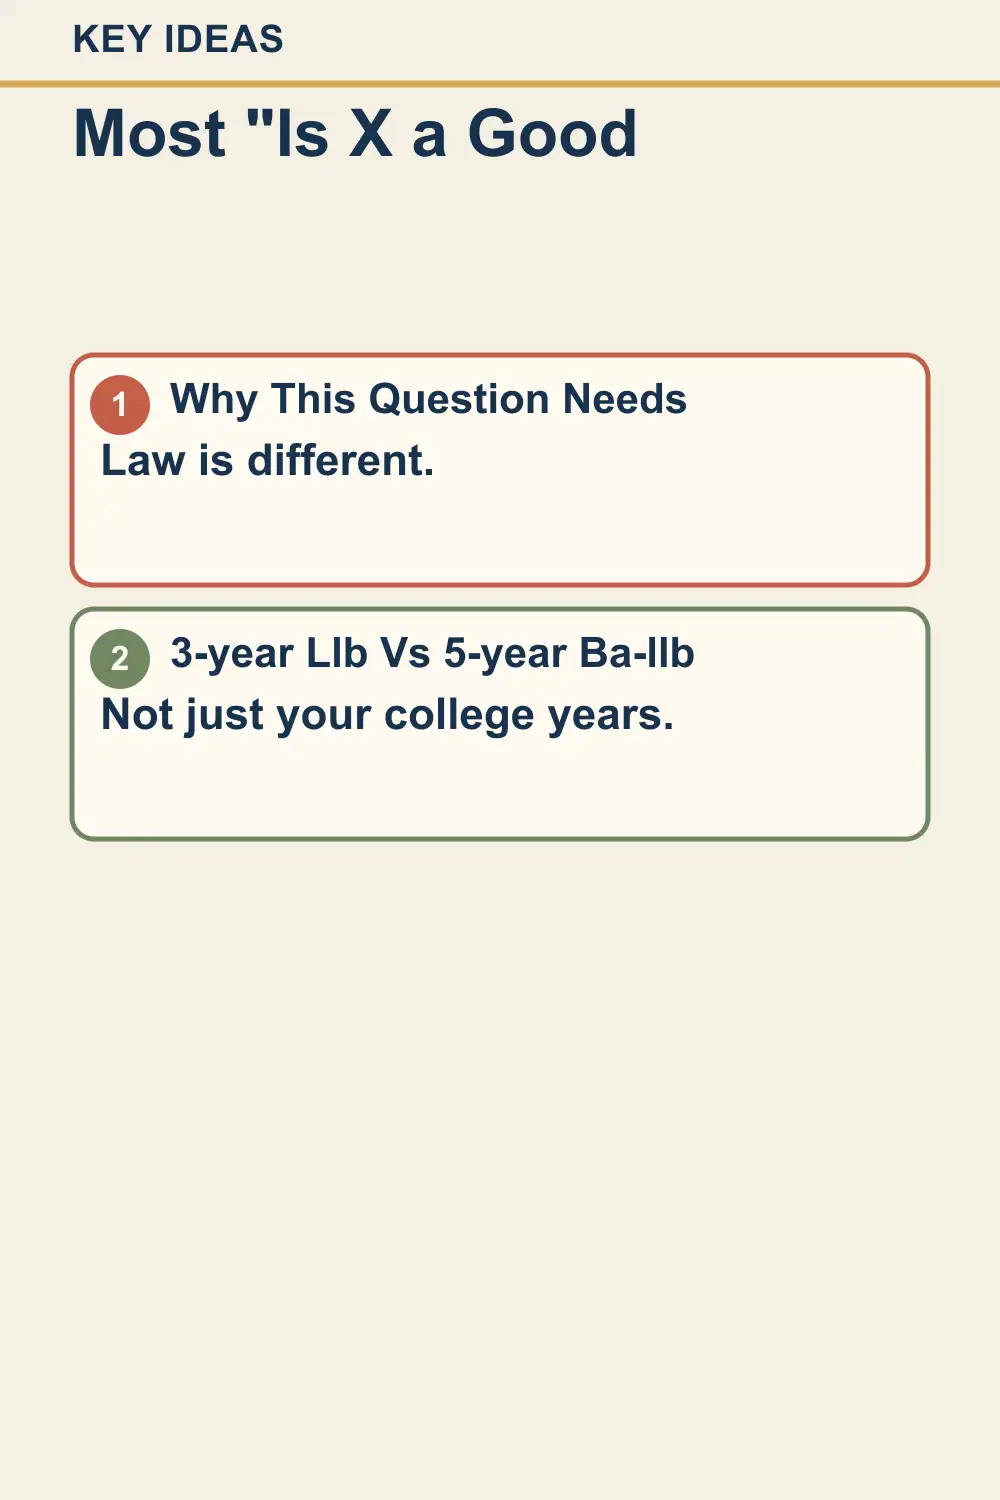 KEY IDEAS
Most "Is X a Good
1 Why This Question Needs
Law is different.
2 3-year Llb Vs 5-year Ba-llb
Not just your college years.